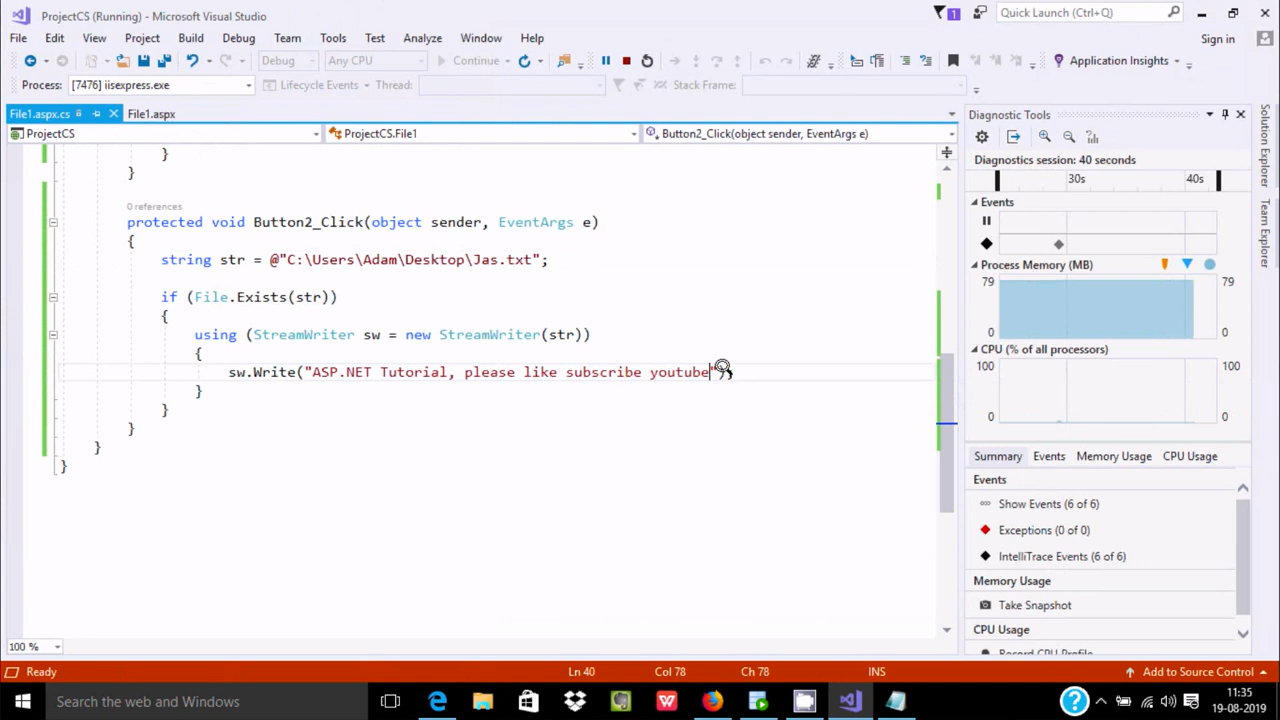 ProjectCS (Running) - Microsoft Visual Studio
1
Quick Launch (Ctrl+Q)
File Edit View Project Build Debug Team Tools Test Analyze Window Help
Sign in
Debug Any CPU Continue Application Insights
Process: [7476] iisexpress.exe Lifecycle Events Thread: Stack Frame:
File1.aspx.cs File1.aspx
ProjectCS ProjectCS.File1 Button2_Click(object sender, EventArgs e)
}
}
0 references
protected void Button2_Click(object sender, EventArgs e)
{
string str = @"C:\Users\Adam\Desktop\Jas.txt";
if (File.Exists(str))
{
using (StreamWriter sw = new StreamWriter(str))
{
sw.Write("ASP.NET Tutorial, please like subscribe youtube");
}
}
}
}
}
Diagnostic Tools
Diagnostics session: 40 seconds
30s 40s
Events
Process Memory (MB)
79 79
0 0
CPU (% of all processors)
100 100
0 0
Summary Events Memory Usage CPU Usage
Events
Show Events (6 of 6)
Exceptions (0 of 0)
IntelliTrace Events (6 of 6)
Memory Usage
Take Snapshot
CPU Usage
Record CPU Profile
Solution Explorer
Team Explorer
100 %
Ready Ln 40 Col 78 Ch 78 INS Add to Source Control
Search the web and Windows
11:35
19-08-2019